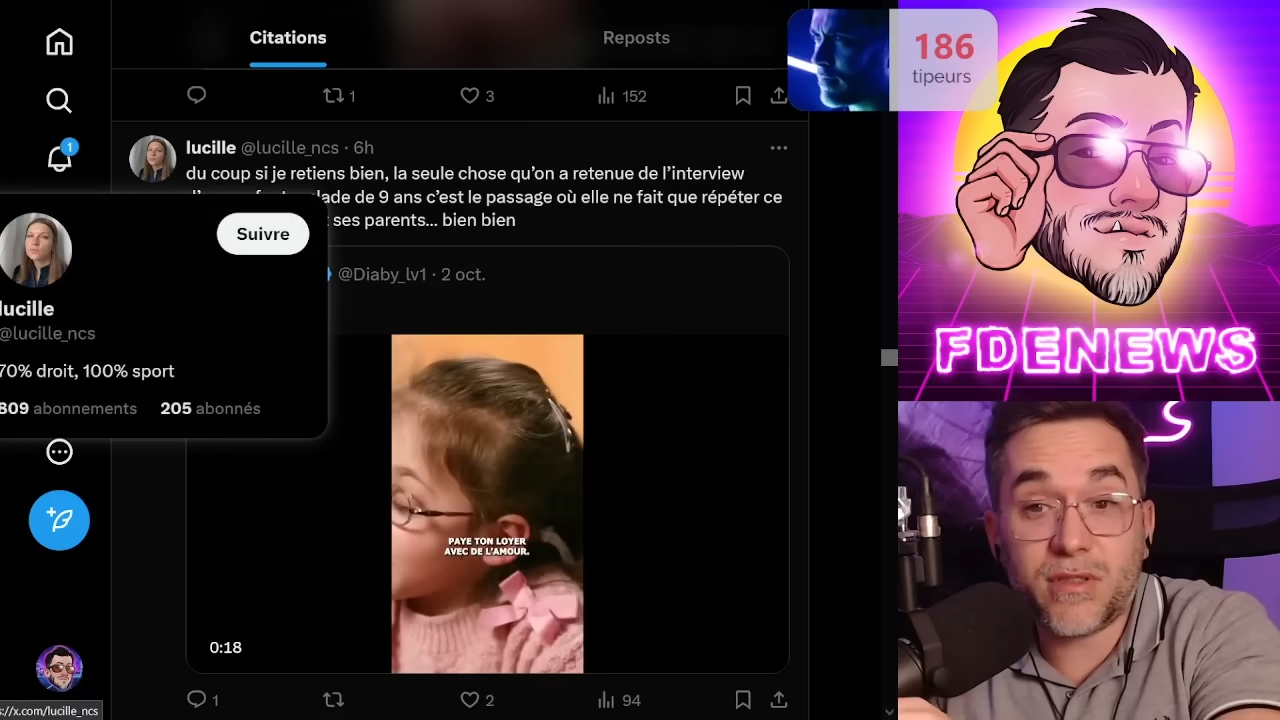 Citations
Reposts
1
3
152
186
tipeurs
1
lucille @lucille_ncs · 6h
du coup si je retiens bien, la seule chose qu'on a retenue de l'interview
de 9 ans c'est le passage où elle ne fait que répéter ce
ses parents... bien bien
Suivre
lucille
@lucille_ncs
70% droit, 100% sport
809 abonnements 205 abonnés
@Diaby_lv1 · 2 oct.
PAYE TON LOYER
AVEC DE L'AMOUR.
0:18
1
2
94
FDENEWS
s://x.com/lucille_ncs